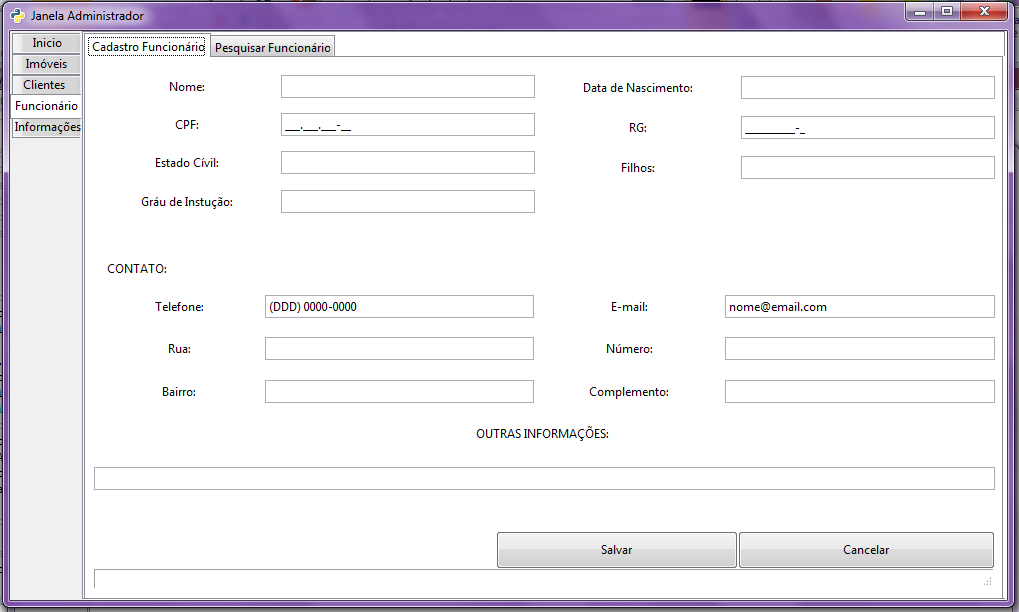 Janela Administrador
Inicio
Imóveis
Clientes
Funcionário
Informações
Cadastro Funcionário Pesquisar Funcionário
Nome: Data de Nascimento:
CPF: ___.___.___-__ RG: _________-_
Estado Cívil: Filhos:
Gráu de Instução:
CONTATO:
Telefone: (DDD) 0000-0000 E-mail: nome@email.com
Rua: Número:
Bairro: Complemento:
OUTRAS INFORMAÇÕES:
Salvar Cancelar